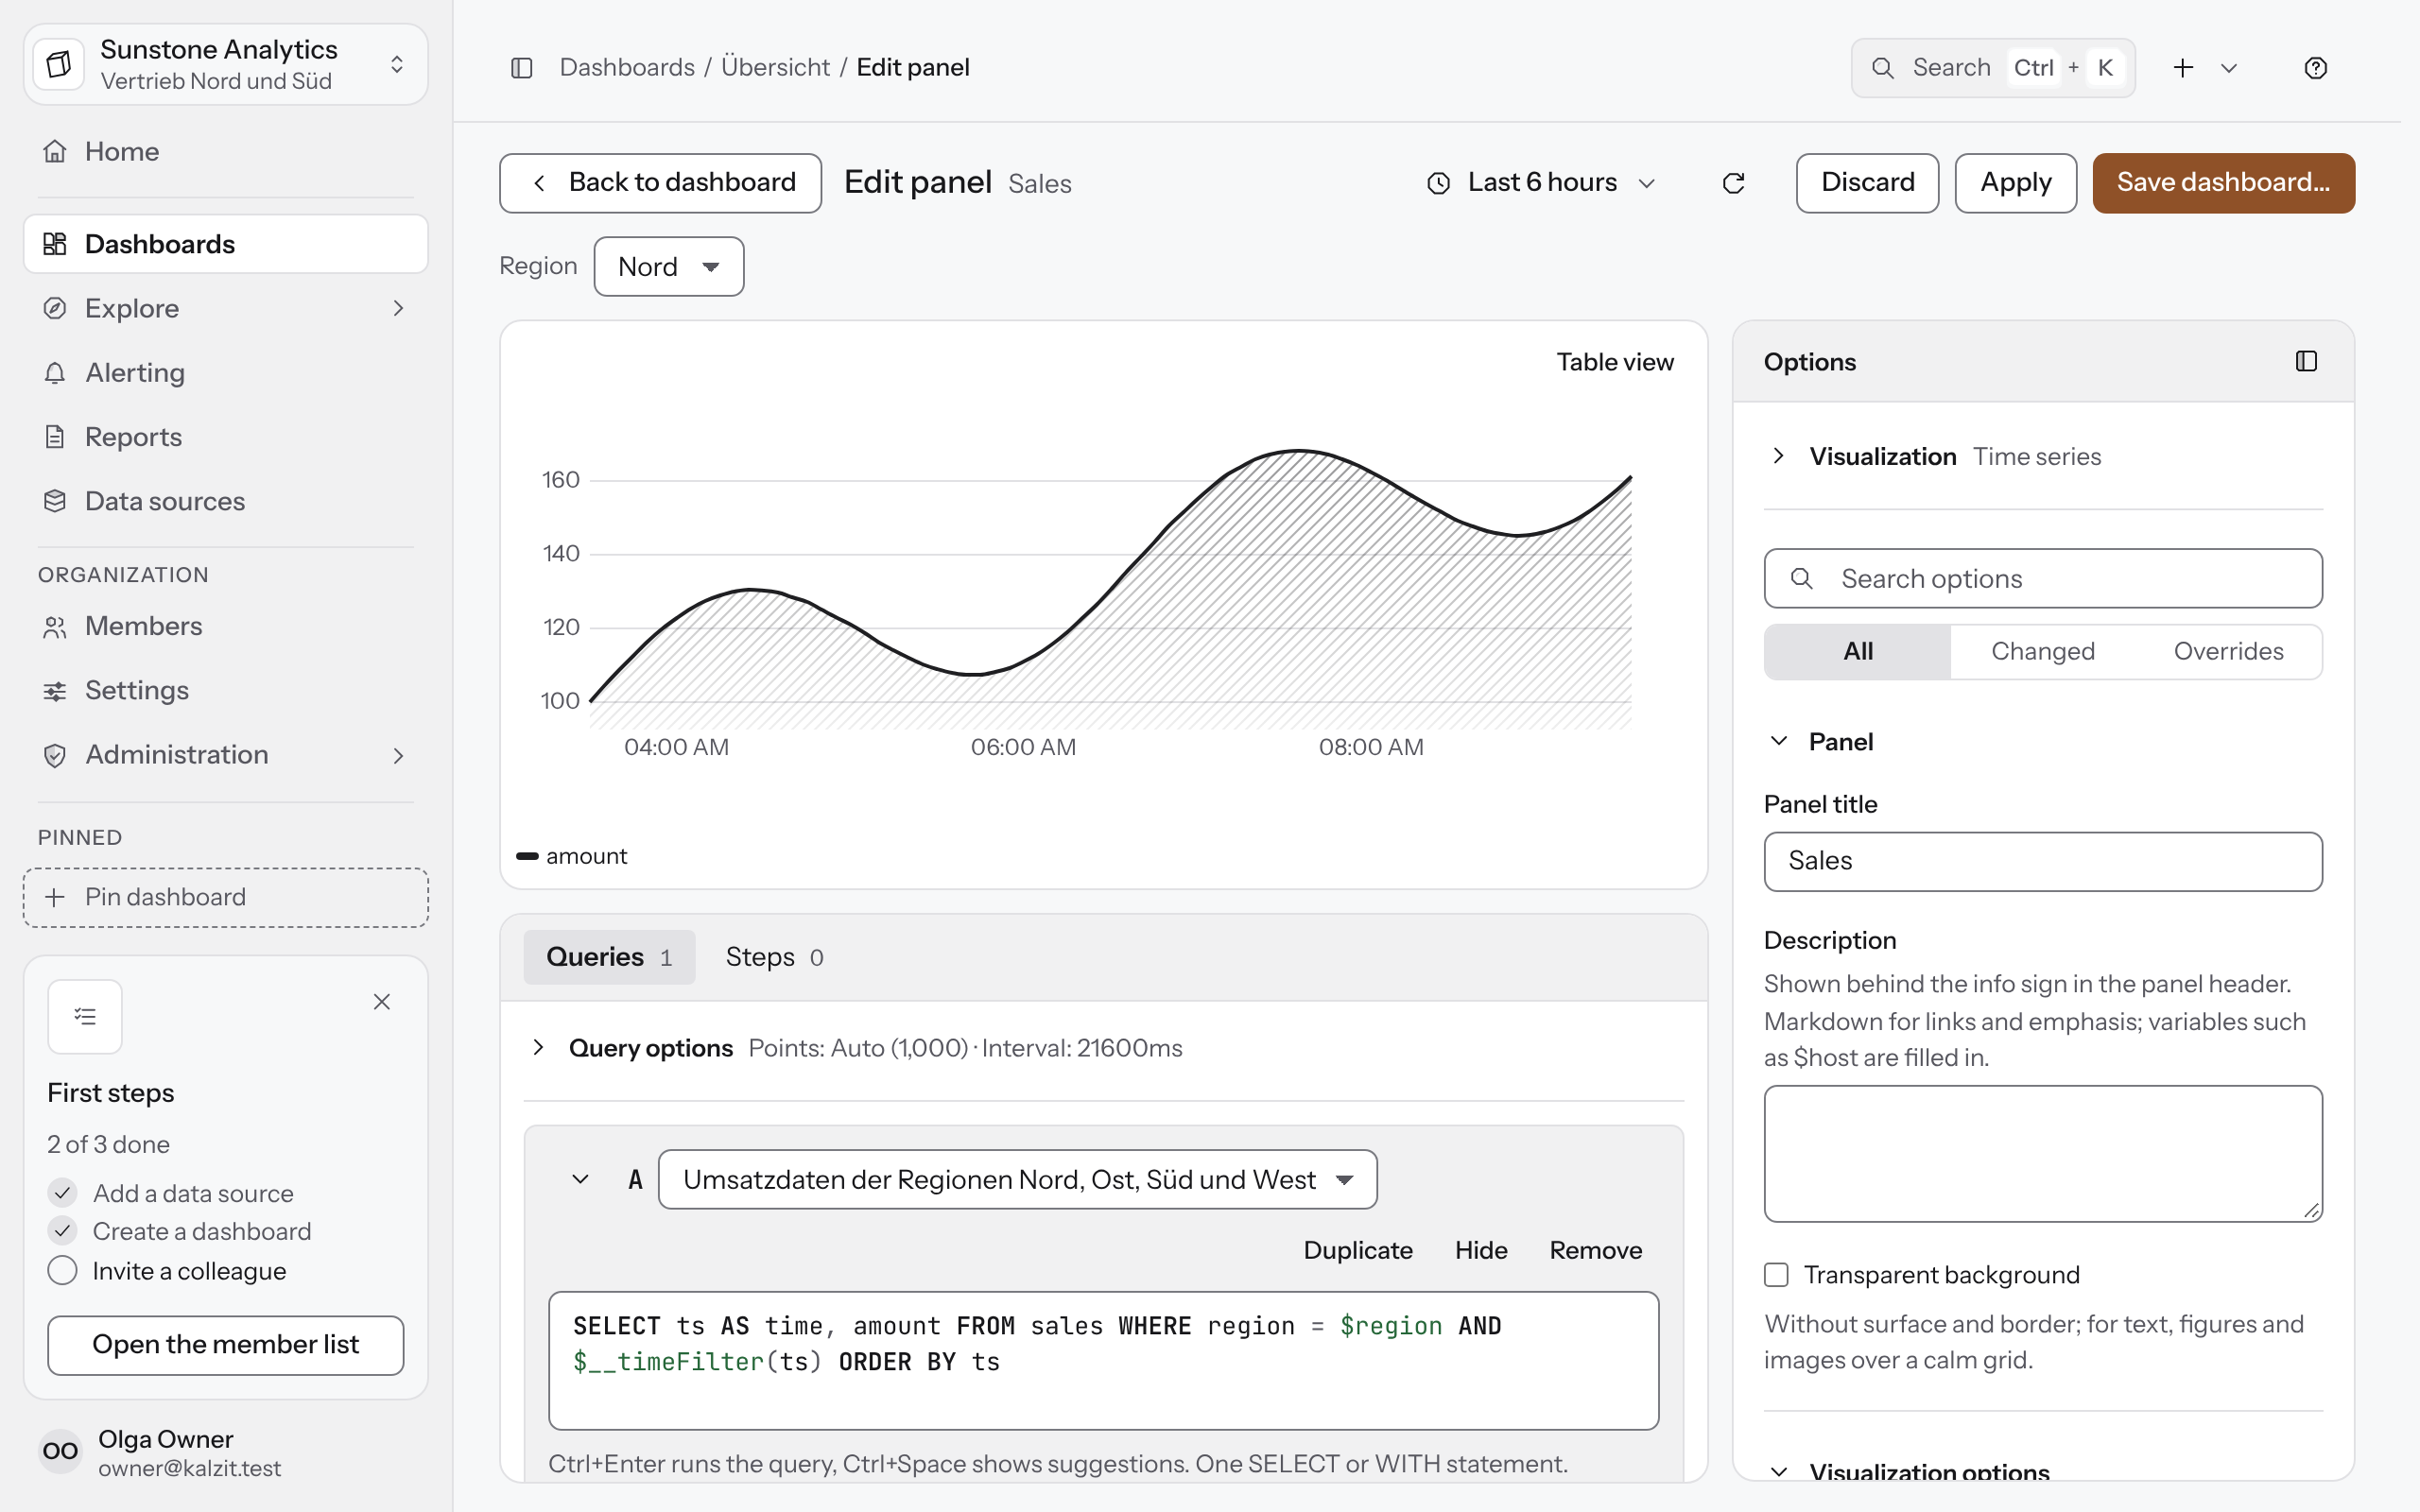 Sunstone Analytics
Vertrieb Nord und Süd
Home
Dashboards
Explore
Alerting
Reports
Data sources
ORGANIZATION
Members
Settings
Administration
PINNED
Pin dashboard
First steps
2 of 3 done
Add a data source
Create a dashboard
Invite a colleague
Open the member list
OO
Olga Owner
owner@kalzit.test
Dashboards / Übersicht / Edit panel
Search Ctrl + K
Back to dashboard
Edit panel Sales
Last 6 hours
Discard
Apply
Save dashboard...
Region
Nord
Table view
160
140
120
100
04:00 AM 06:00 AM 08:00 AM
amount
Queries 1
Steps 0
Query options Points: Auto (1,000) · Interval: 21600ms
A
Umsatzdaten der Regionen Nord, Ost, Süd und West
Duplicate Hide Remove
SELECT ts AS time, amount FROM sales WHERE region = $region AND
$__timeFilter(ts) ORDER BY ts
Ctrl+Enter runs the query, Ctrl+Space shows suggestions. One SELECT or WITH statement.
Options
Visualization Time series
Search options
All Changed Overrides
Panel
Panel title
Sales
Description
Shown behind the info sign in the panel header.
Markdown for links and emphasis; variables such
as $host are filled in.
Transparent background
Without surface and border; for text, figures and
images over a calm grid.
Visualization options